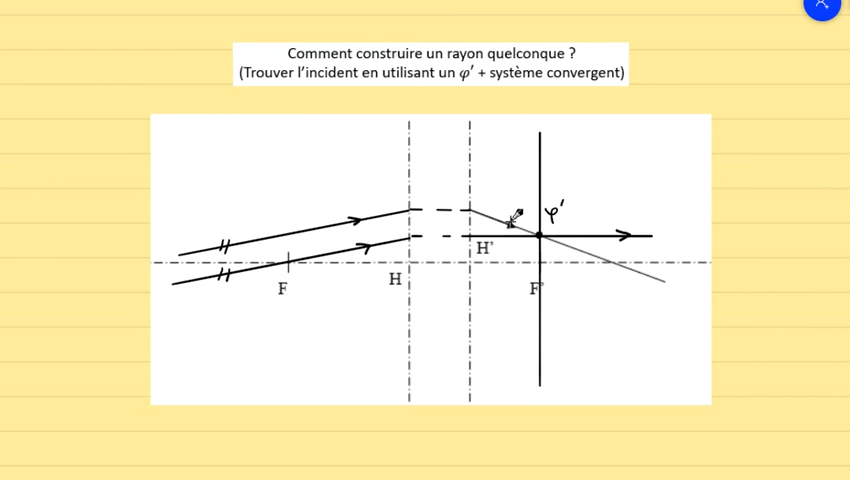 Comment construire un rayon quelconque ?
(Trouver l'incident en utilisant un φ' + système convergent)
φ'
H'
F
H
F'